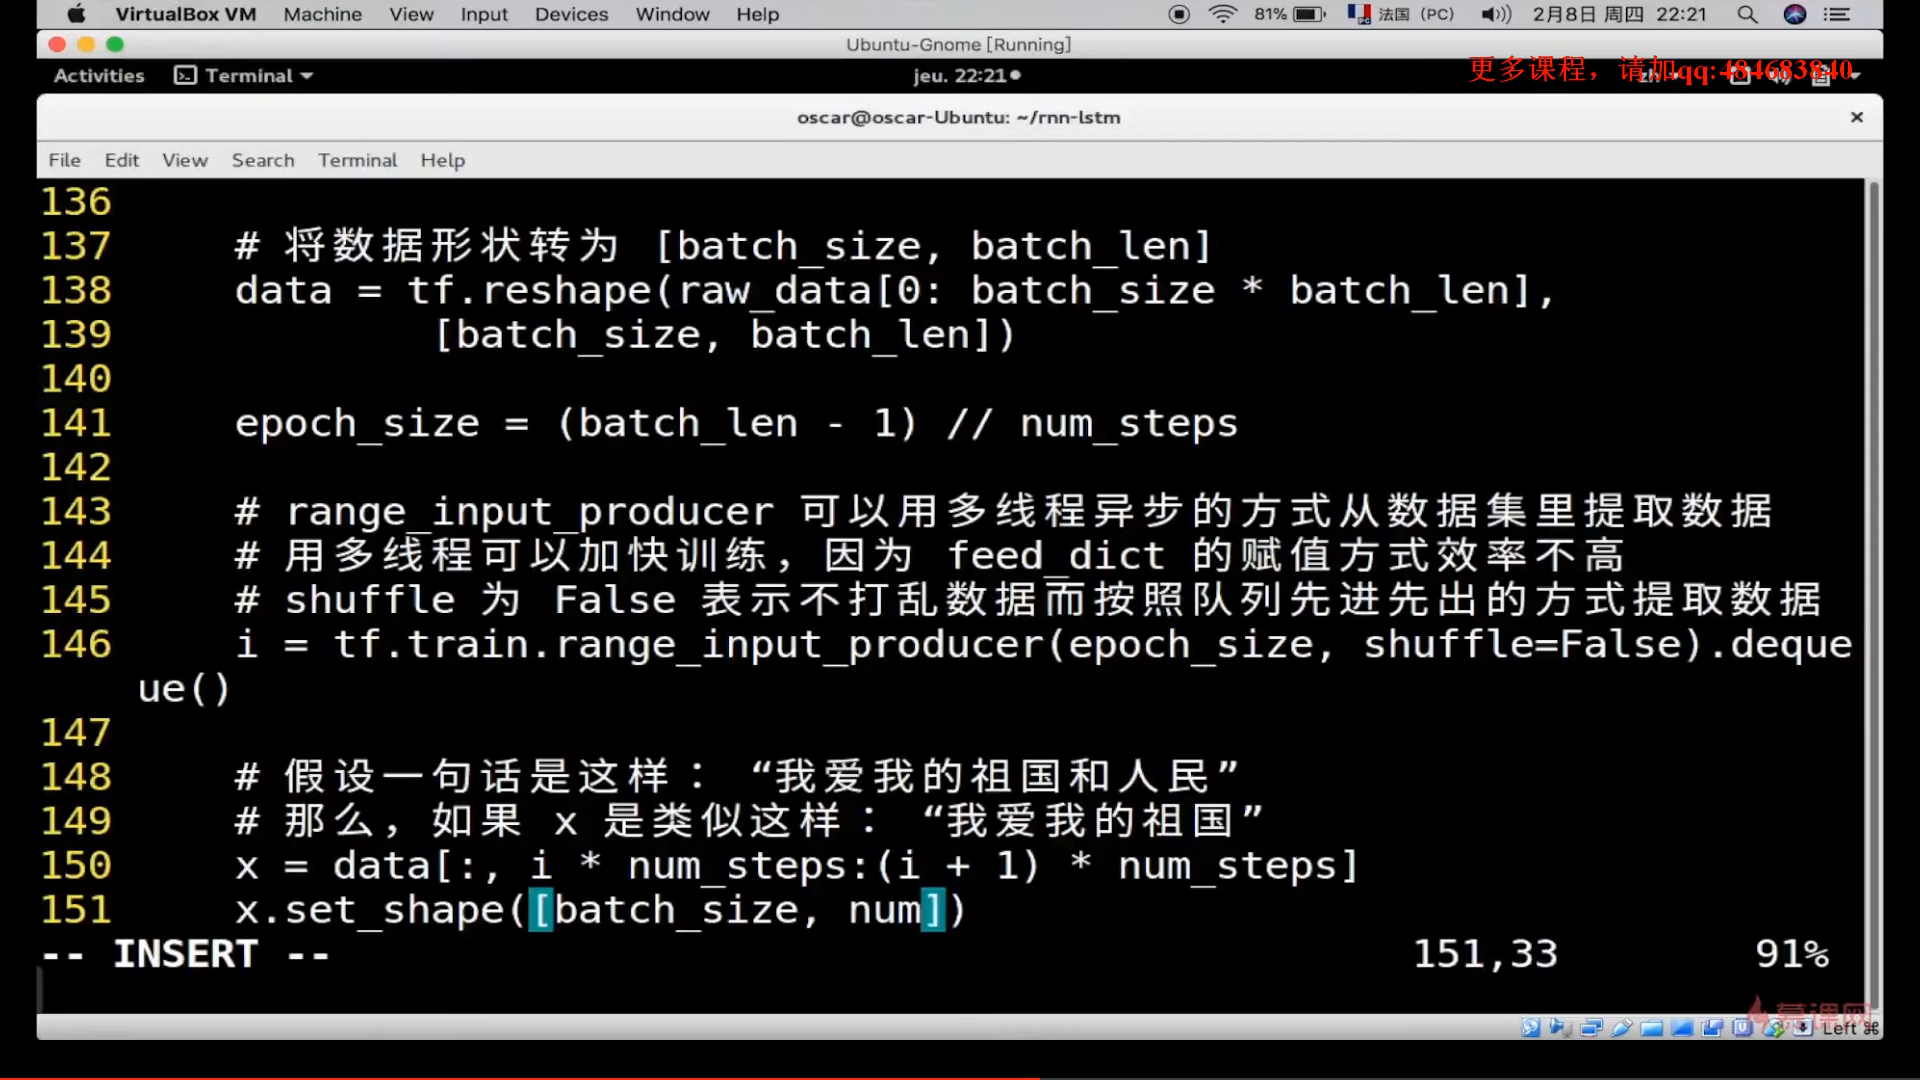 VirtualBox VM Machine View Input Devices Window Help 81% 法国 (PC) 2月8日 周四 22:21
Ubuntu-Gnome [Running]
Activities Terminal jeu. 22:21
更多课程，请加qq:484683840
oscar@oscar-Ubuntu: ~/rnn-lstm
File Edit View Search Terminal Help
136
137 # 将数据形状转为 [batch_size, batch_len]
138 data = tf.reshape(raw_data[0: batch_size * batch_len],
139 [batch_size, batch_len])
140
141 epoch_size = (batch_len - 1) // num_steps
142
143 # range_input_producer 可以用多线程异步的方式从数据集里提取数据
144 # 用多线程可以加快训练，因为 feed_dict 的赋值方式效率不高
145 # shuffle 为 False 表示不打乱数据而按照队列先进先出的方式提取数据
146 i = tf.train.range_input_producer(epoch_size, shuffle=False).deque
ue()
147
148 # 假设一句话是这样： “我爱我的祖国和人民”
149 # 那么，如果 x 是类似这样： “我爱我的祖国”
150 x = data[:, i * num_steps:(i + 1) * num_steps]
151 x.set_shape([batch_size, num])
-- INSERT -- 151,33 91%
慕课网
Left ⌘